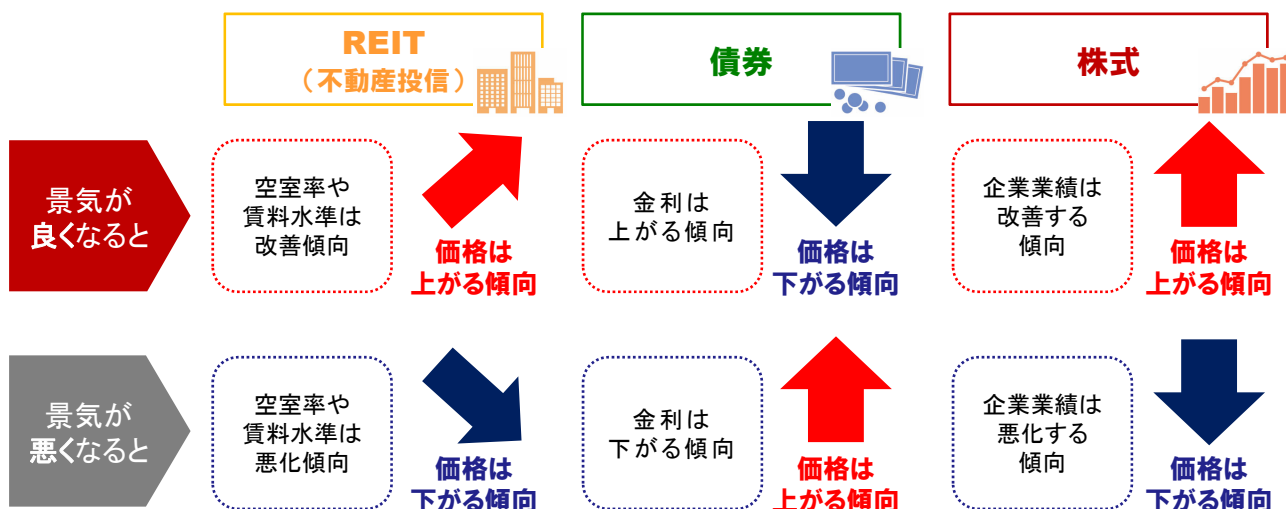 REIT
（不動産投信）
債券
株式
景気が
良くなると
空室率や
賃料水準は
改善傾向
価格は
上がる傾向
金利は
上がる傾向
価格は
下がる傾向
企業業績は
改善する
傾向
価格は
上がる傾向
景気が
悪くなると
空室率や
賃料水準は
悪化傾向
価格は
下がる傾向
金利は
下がる傾向
価格は
上がる傾向
企業業績は
悪化する
傾向
価格は
下がる傾向